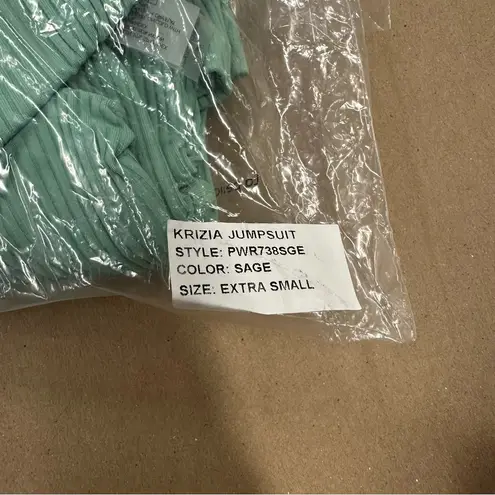 KRIZIA JUMPSUIT
STYLE: PWR738SGE
COLOR: SAGE
SIZE: EXTRA SMALL